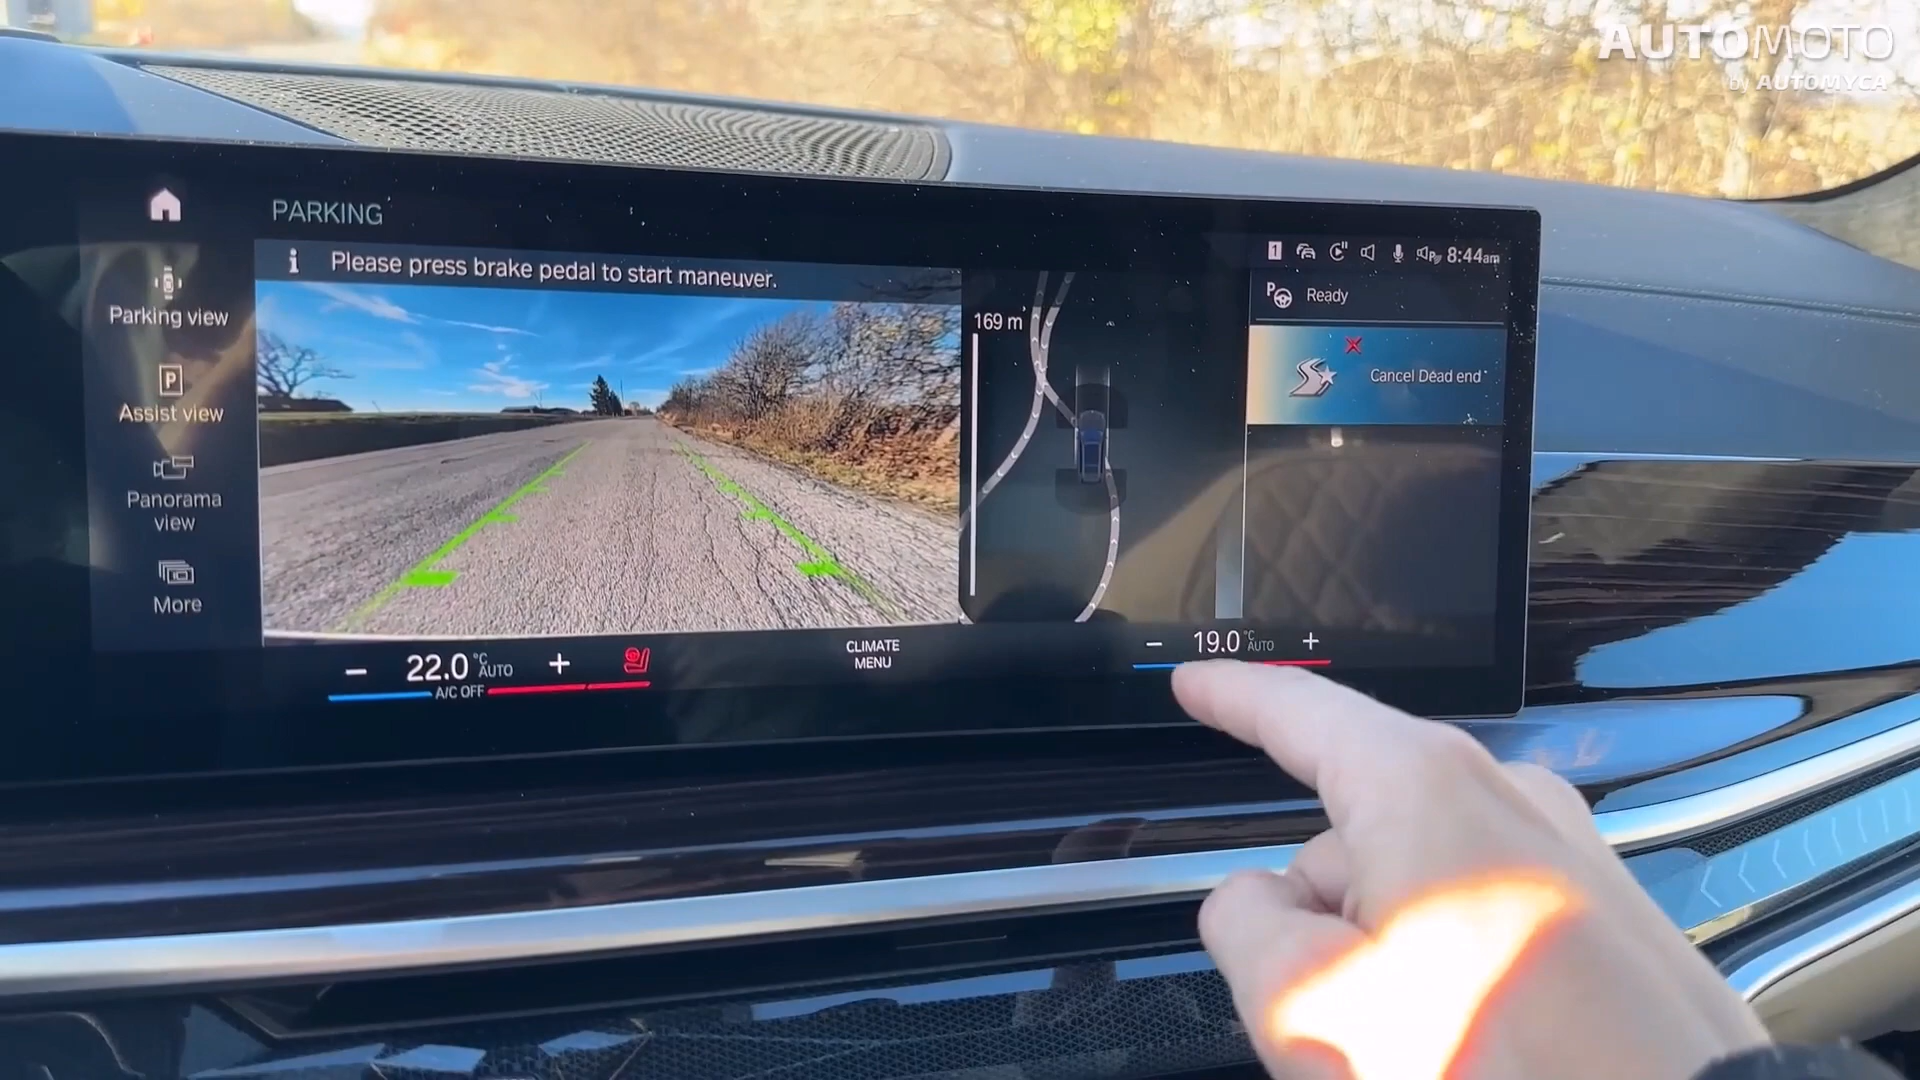 AUTOMOTO
by AUTOMYCA
PARKING
Please press brake pedal to start maneuver.
1
8:44am
Parking view
169 m
P
Ready
Cancel Dead end
P
Assist view
Panorama
view
More
22.0 °C AUTO
A/C OFF
CLIMATE
MENU
19.0 °C AUTO